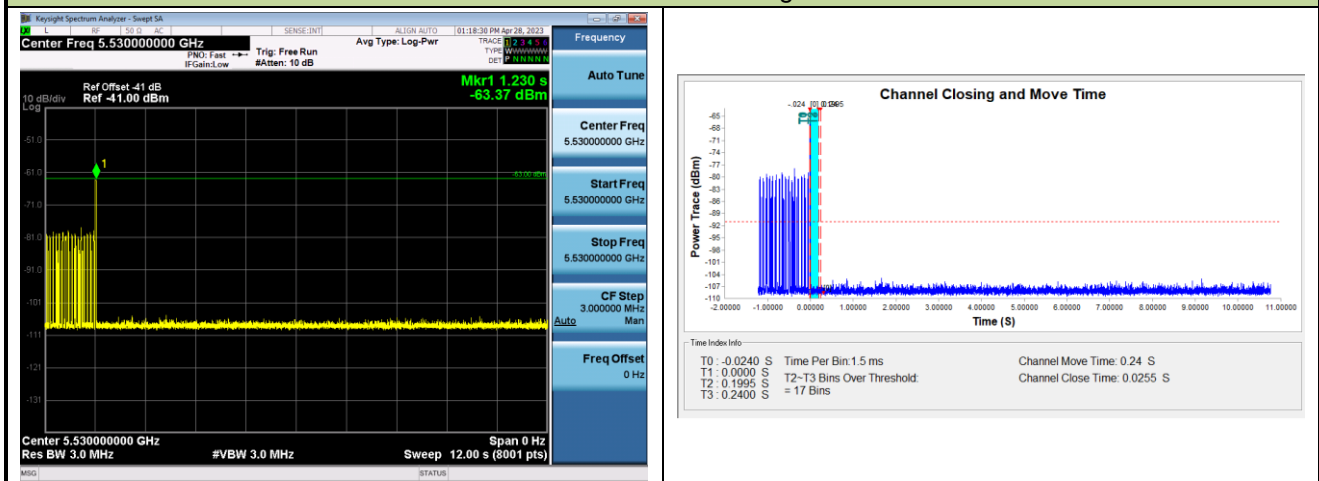 Keysight Spectrum Analyzer - Swept SA
L RF 50 Ω AC SENSE:INT ALIGN AUTO 01:18:30 PM Apr 28, 2023
Center Freq 5.530000000 GHz
PNO: Fast
IFGain:Low
Trig: Free Run
#Atten: 10 dB
Avg Type: Log-Pwr
TRACE 1 2 3 4 5 6
TYPE WWWWWW
DET P N N N N N
Ref Offset -41 dB
10 dB/div Ref -41.00 dBm
Log
Mkr1 1.230 s
-63.37 dBm
1
-63.00 dBm
-51.0
-61.0
-71.0
-81.0
-91.0
-101
-111
-121
-131
Center 5.530000000 GHz
Span 0 Hz
Res BW 3.0 MHz
#VBW 3.0 MHz
Sweep 12.00 s (8001 pts)
MSG
STATUS
Frequency
Auto Tune
Center Freq
5.530000000 GHz
Start Freq
5.530000000 GHz
Stop Freq
5.530000000 GHz
CF Step
3.000000 MHz
Auto Man
Freq Offset
0 Hz
Channel Closing and Move Time
Power Trace (dBm)
-65
-68
-71
-74
-77
-80
-83
-86
-89
-92
-95
-98
-101
-104
-107
-110
-2.00000 -1.00000 0.00000 1.00000 2.00000 3.00000 4.00000 5.00000 6.00000 7.00000 8.00000 9.00000 10.00000 11.00000
Time (S)
Time Index Info
T0 : -0.0240 S
T1 : 0.0000 S
T2 : 0.1995 S
T3 : 0.2400 S
Time Per Bin:1.5 ms
T2~T3 Bins Over Threshold:
= 17 Bins
Channel Move Time: 0.24 S
Channel Close Time: 0.0255 S